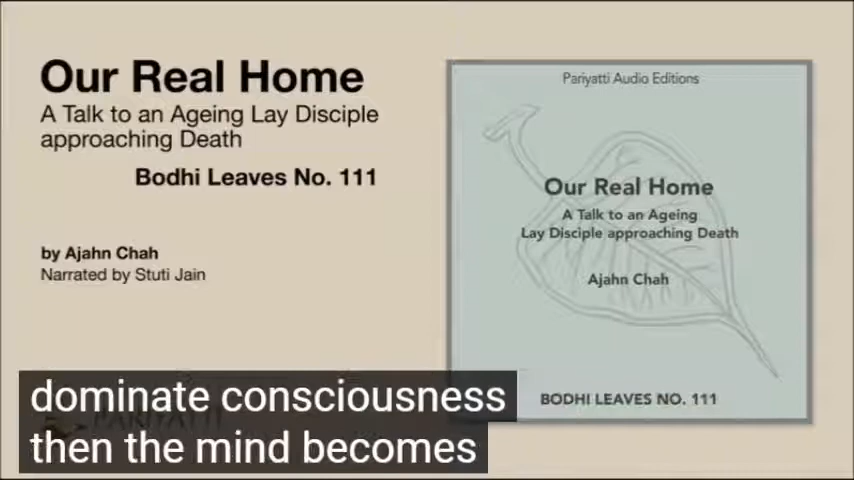 Our Real Home
A Talk to an Ageing Lay Disciple
approaching Death
Bodhi Leaves No. 111
by Ajahn Chah
Narrated by Stuti Jain
Pariyatti Audio Editions
Our Real Home
A Talk to an Ageing
Lay Disciple approaching Death
Ajahn Chah
BODHI LEAVES NO. 111
PARIYATTI
dominate consciousness
then the mind becomes